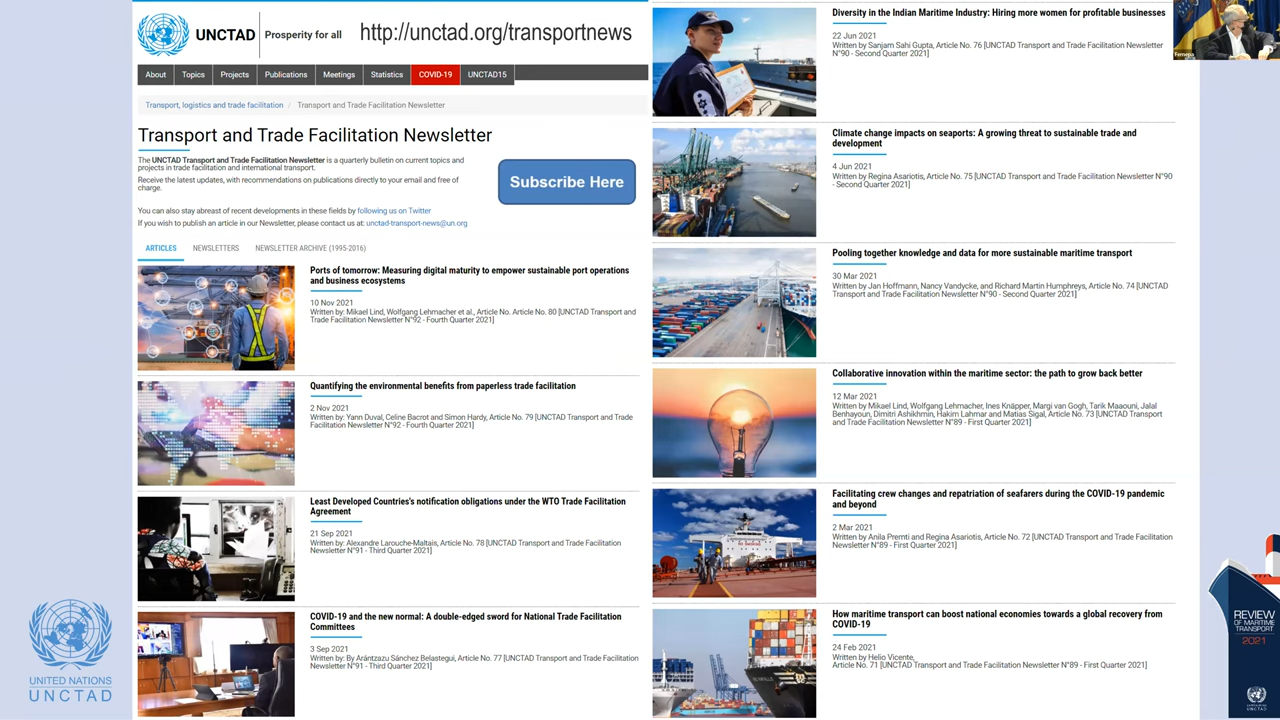 UNCTAD
Prosperity for all
http://unctad.org/transportnews
About
Topics
Projects
Publications
Meetings
Statistics
COVID-19
UNCTAD15
Transport, logistics and trade facilitation / Transport and Trade Facilitation Newsletter
Transport and Trade Facilitation Newsletter
The UNCTAD Transport and Trade Facilitation Newsletter is a quarterly bulletin on current topics and
projects in trade facilitation and international transport.
Receive the latest updates, with recommendations on publications directly to your email and free of
charge.
Subscribe Here
You can also stay abreast of recent developments in these fields by following us on Twitter
If you wish to publish an article in our Newsletter, please contact us at: unctad-transport-news@un.org
ARTICLES
NEWSLETTERS
NEWSLETTER ARCHIVE (1995-2016)
Ports of tomorrow: Measuring digital maturity to empower sustainable port operations
and business ecosystems
10 Nov 2021
Written by: Mikael Lind, Wolfgang Lehmacher et al., Article No. Article No. 80 [UNCTAD Transport and
Trade Facilitation Newsletter N°92 - Fourth Quarter 2021]
Quantifying the environmental benefits from paperless trade facilitation
2 Nov 2021
Written by: Yann Duval, Celine Bacrot and Simon Hardy, Article No. 79 [UNCTAD Transport and Trade
Facilitation Newsletter N°92 - Fourth Quarter 2021]
Least Developed Countries's notification obligations under the WTO Trade Facilitation
Agreement
21 Sep 2021
Written by: Alexandre Larouche-Maltais, Article No. 78 [UNCTAD Transport and Trade Facilitation
Newsletter N°91 - Third Quarter 2021]
COVID-19 and the new normal: A double-edged sword for National Trade Facilitation
Committees
3 Sep 2021
Written by: By Arántzazu Sánchez Belastegui, Article No. 77 [UNCTAD Transport and Trade Facilitation
Newsletter N°91 - Third Quarter 2021]
Diversity in the Indian Maritime Industry: Hiring more women for profitable businesses
22 Jun 2021
Written by Sanjam Sahi Gupta, Article No. 76 [UNCTAD Transport and Trade Facilitation Newsletter
N°90 - Second Quarter 2021]
Climate change impacts on seaports: A growing threat to sustainable trade and
development
4 Jun 2021
Written by Regina Asariotis, Article No. 75 [UNCTAD Transport and Trade Facilitation Newsletter N°90
- Second Quarter 2021]
Pooling together knowledge and data for more sustainable maritime transport
30 Mar 2021
Written by Jan Hoffmann, Nancy Vandycke, and Richard Martin Humphreys, Article No. 74 [UNCTAD
Transport and Trade Facilitation Newsletter N°90 - Second Quarter 2021]
Collaborative innovation within the maritime sector: the path to grow back better
12 Mar 2021
Written by Mikael Lind, Wolfgang Lehmacher, Ines Knäpper, Margi van Gogh, Tarik Maaouni, Jalal
Benhayoun, Dimitri Ashikhmin, Hakim Lahmar and Matias Sigal, Article No. 73 [UNCTAD Transport
and Trade Facilitation Newsletter N°89 - First Quarter 2021]
Facilitating crew changes and repatriation of seafarers during the COVID-19 pandemic
and beyond
2 Mar 2021
Written by Anila Premti and Regina Asariotis, Article No. 72 [UNCTAD Transport and Trade Facilitation
Newsletter N°89 - First Quarter 2021]
How maritime transport can boost national economies towards a global recovery from
COVID-19
24 Feb 2021
Written by Helio Vicente,
Article No. 71 [UNCTAD Transport and Trade Facilitation Newsletter N°89 - First Quarter 2021]
UNITED NATIONS
UNCTAD
REVIEW
OF MARITIME
TRANSPORT
2021
UNCTAD